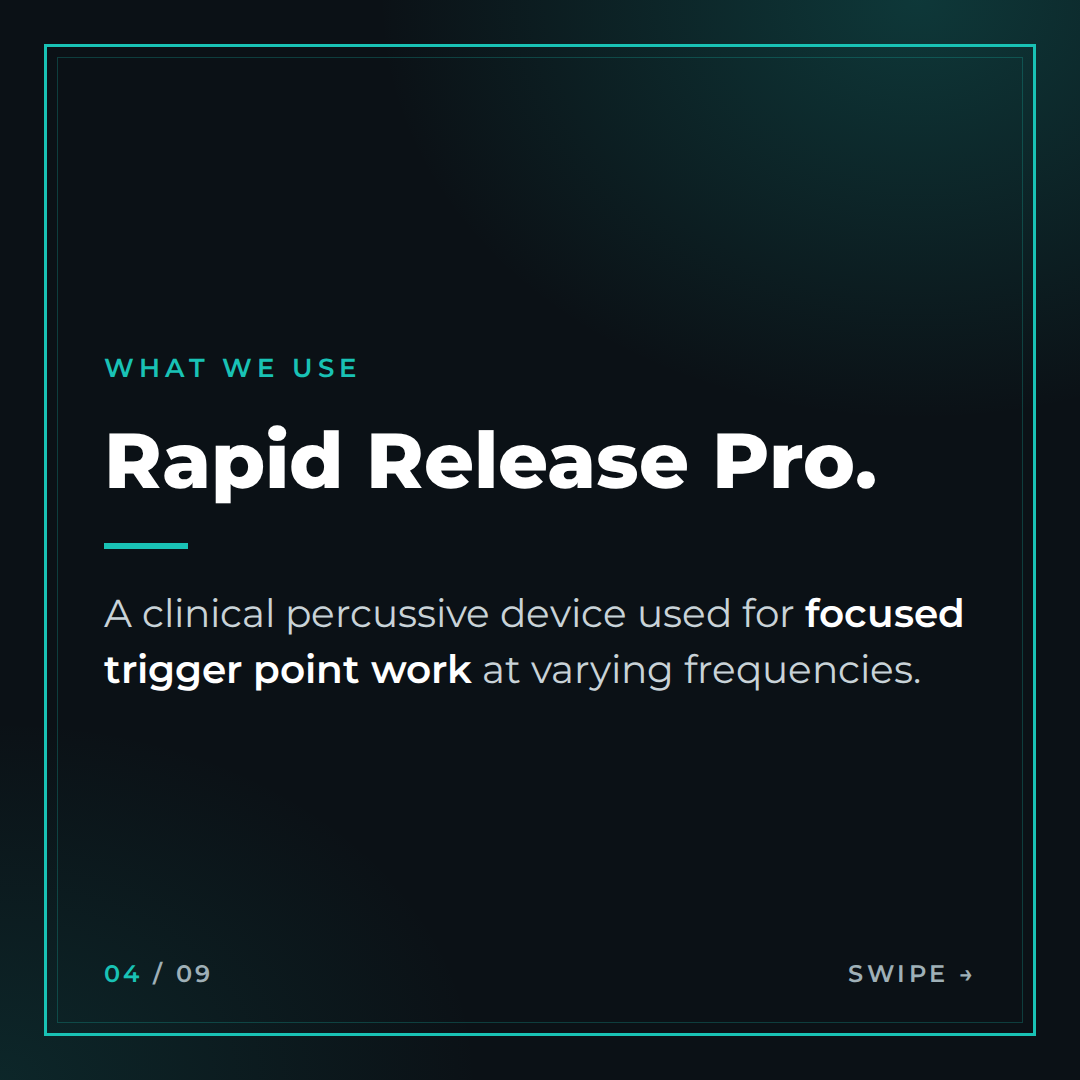 WHAT WE USE
Rapid Release Pro.
A clinical percussive device used for focused
trigger point work at varying frequencies.
04 / 09
SWIPE →